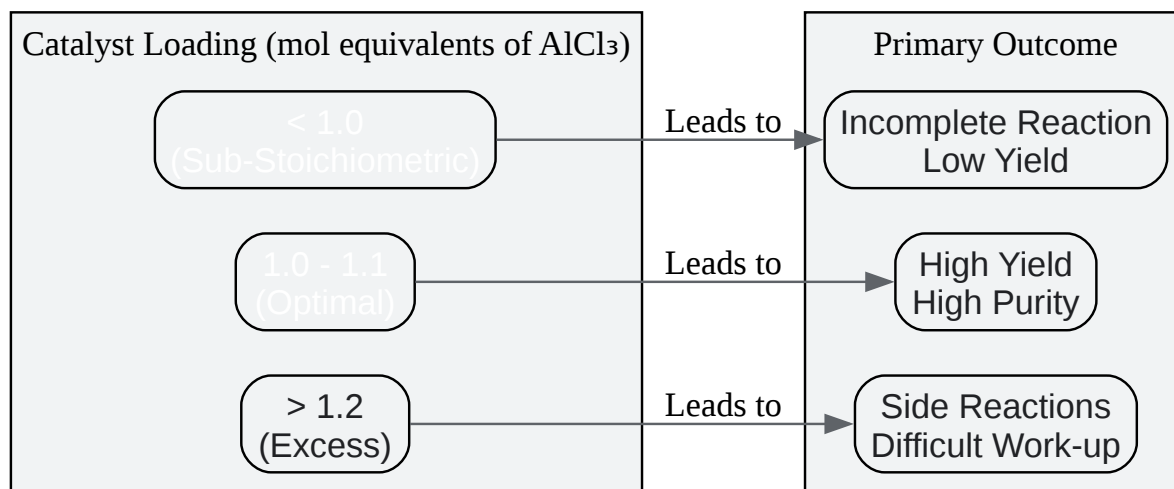 Catalyst Loading (mol equivalents of AlCl₃)
Primary Outcome
< 1.0
(Sub-Stoichiometric)
Leads to
Incomplete Reaction
Low Yield
1.0 - 1.1
(Optimal)
Leads to
High Yield
High Purity
> 1.2
(Excess)
Leads to
Side Reactions
Difficult Work-up